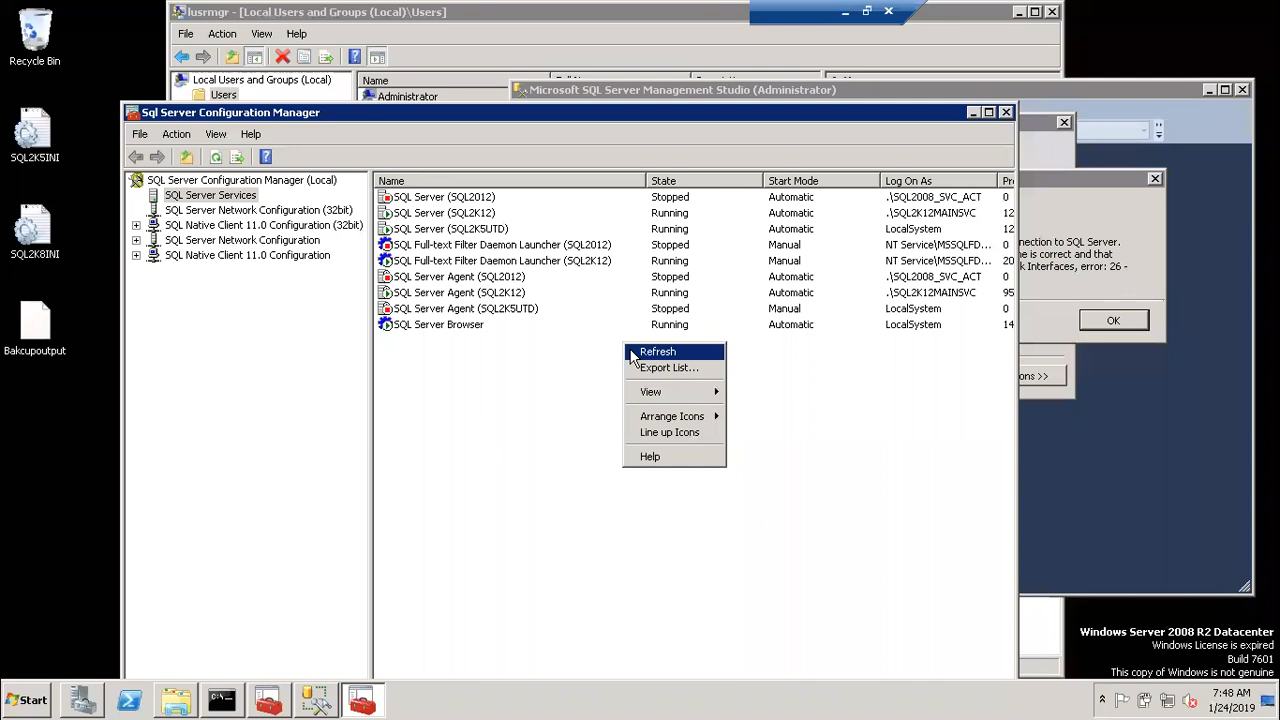 Recycle Bin
SQL2K5INI
SQL2K8INI
Bakcupoutput
lusrmgr - [Local Users and Groups (Local)\Users]
File Action View Help
Local Users and Groups (Local)
Users
Name
Administrator
Microsoft SQL Server Management Studio (Administrator)
Sql Server Configuration Manager
File Action View Help
SQL Server Configuration Manager (Local)
SQL Server Services
SQL Server Network Configuration (32bit)
SQL Native Client 11.0 Configuration (32bit)
SQL Server Network Configuration
SQL Native Client 11.0 Configuration
Name State Start Mode Log On As Pr
SQL Server (SQL2012) Stopped Automatic .\SQL2008_SVC_ACT 0
SQL Server (SQL2K12) Running Automatic .\SQL2K12MAINSVC 12
SQL Server (SQL2K5UTD) Running Automatic LocalSystem 12
SQL Full-text Filter Daemon Launcher (SQL2012) Stopped Manual NT Service\MSSQLFD... 0
SQL Full-text Filter Daemon Launcher (SQL2K12) Running Manual NT Service\MSSQLFD... 20
SQL Server Agent (SQL2012) Stopped Automatic .\SQL2008_SVC_ACT 0
SQL Server Agent (SQL2K12) Running Automatic .\SQL2K12MAINSVC 95
SQL Server Agent (SQL2K5UTD) Stopped Manual LocalSystem 0
SQL Server Browser Running Automatic LocalSystem 14
Refresh
Export List...
View
Arrange Icons
Line up Icons
Help
nection to SQL Server.
e is correct and that
k Interfaces, error: 26 -
OK
ons >>
Windows Server 2008 R2 Datacenter
Windows License is expired
Build 7601
This copy of Windows is not genuine
Start
7:48 AM
1/24/2019